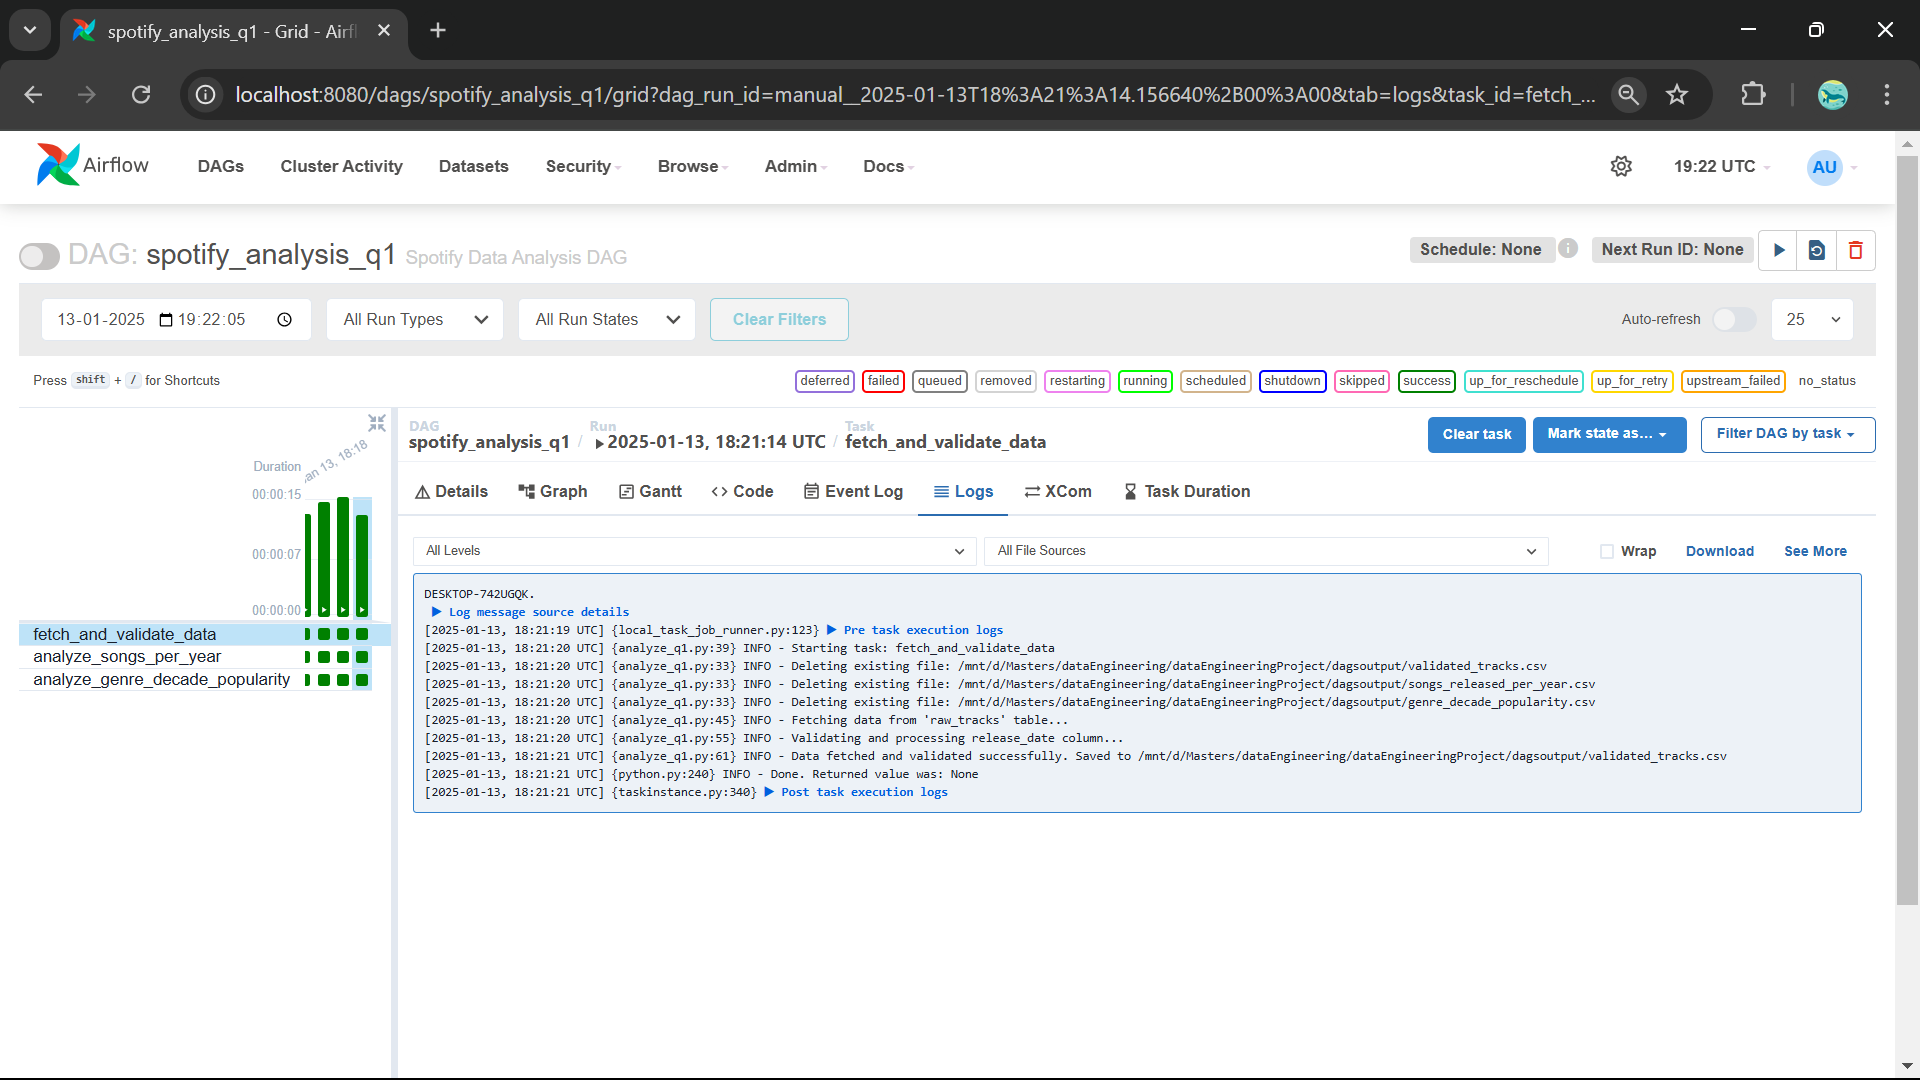 spotify_analysis_q1 - Grid - Airf
localhost:8080/dags/spotify_analysis_q1/grid?dag_run_id=manual__2025-01-13T18%3A21%3A14.156640%2B00%3A00&tab=logs&task_id=fetch_...
Airflow DAGs Cluster Activity Datasets Security Browse Admin Docs 19:22 UTC AU
DAG: spotify_analysis_q1 Spotify Data Analysis DAG Schedule: None Next Run ID: None
13-01-2025 19:22:05 All Run Types All Run States Clear Filters Auto-refresh 25
Press shift + / for Shortcuts deferred failed queued removed restarting running scheduled shutdown skipped success up_for_reschedule up_for_retry upstream_failed no_status
DAG Run Task
spotify_analysis_q1 / 2025-01-13, 18:21:14 UTC / fetch_and_validate_data Clear task Mark state as... Filter DAG by task
an 13, 18:18
Duration
00:00:15
00:00:07
00:00:00
fetch_and_validate_data
analyze_songs_per_year
analyze_genre_decade_popularity
Details Graph Gantt Code Event Log Logs XCom Task Duration
All Levels All File Sources Wrap Download See More
DESKTOP-742UGQK.
Log message source details
[2025-01-13, 18:21:19 UTC] {local_task_job_runner.py:123} Pre task execution logs
[2025-01-13, 18:21:20 UTC] {analyze_q1.py:39} INFO - Starting task: fetch_and_validate_data
[2025-01-13, 18:21:20 UTC] {analyze_q1.py:33} INFO - Deleting existing file: /mnt/d/Masters/dataEngineering/dataEngineeringProject/dagsoutput/validated_tracks.csv
[2025-01-13, 18:21:20 UTC] {analyze_q1.py:33} INFO - Deleting existing file: /mnt/d/Masters/dataEngineering/dataEngineeringProject/dagsoutput/songs_released_per_year.csv
[2025-01-13, 18:21:20 UTC] {analyze_q1.py:33} INFO - Deleting existing file: /mnt/d/Masters/dataEngineering/dataEngineeringProject/dagsoutput/genre_decade_popularity.csv
[2025-01-13, 18:21:20 UTC] {analyze_q1.py:45} INFO - Fetching data from 'raw_tracks' table...
[2025-01-13, 18:21:20 UTC] {analyze_q1.py:55} INFO - Validating and processing release_date column...
[2025-01-13, 18:21:21 UTC] {analyze_q1.py:61} INFO - Data fetched and validated successfully. Saved to /mnt/d/Masters/dataEngineering/dataEngineeringProject/dagsoutput/validated_tracks.csv
[2025-01-13, 18:21:21 UTC] {python.py:240} INFO - Done. Returned value was: None
[2025-01-13, 18:21:21 UTC] {taskinstance.py:340} Post task execution logs